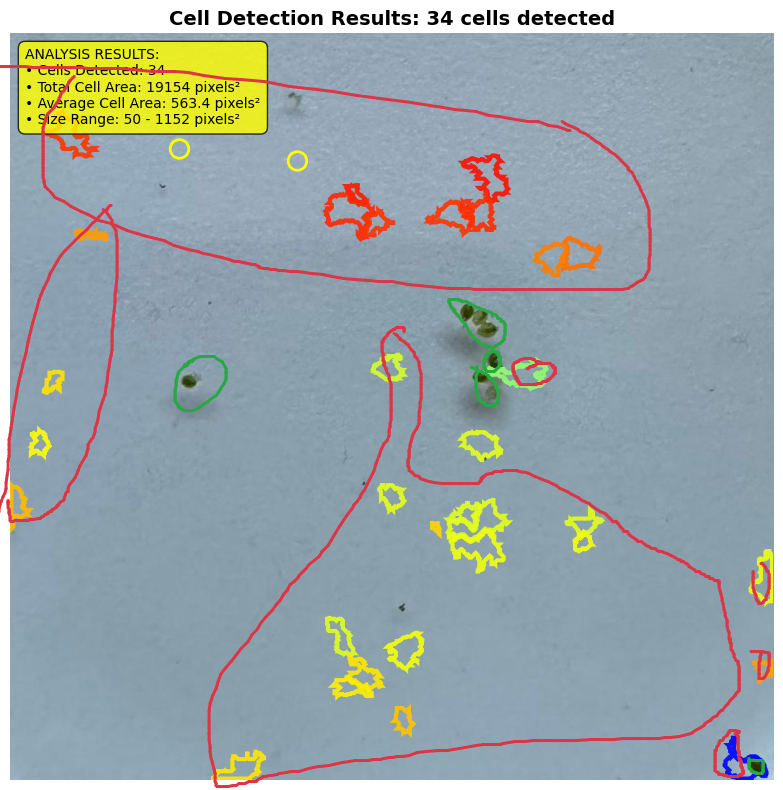 Cell Detection Results: 34 cells detected
ANALYSIS RESULTS:
• Cells Detected: 34
• Total Cell Area: 19154 pixels²
• Average Cell Area: 563.4 pixels²
• Size Range: 50 - 1152 pixels²